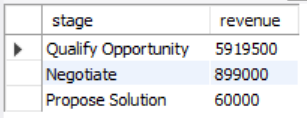 stage revenue
Qualify Opportunity 5919500
Negotiate 899000
Propose Solution 60000